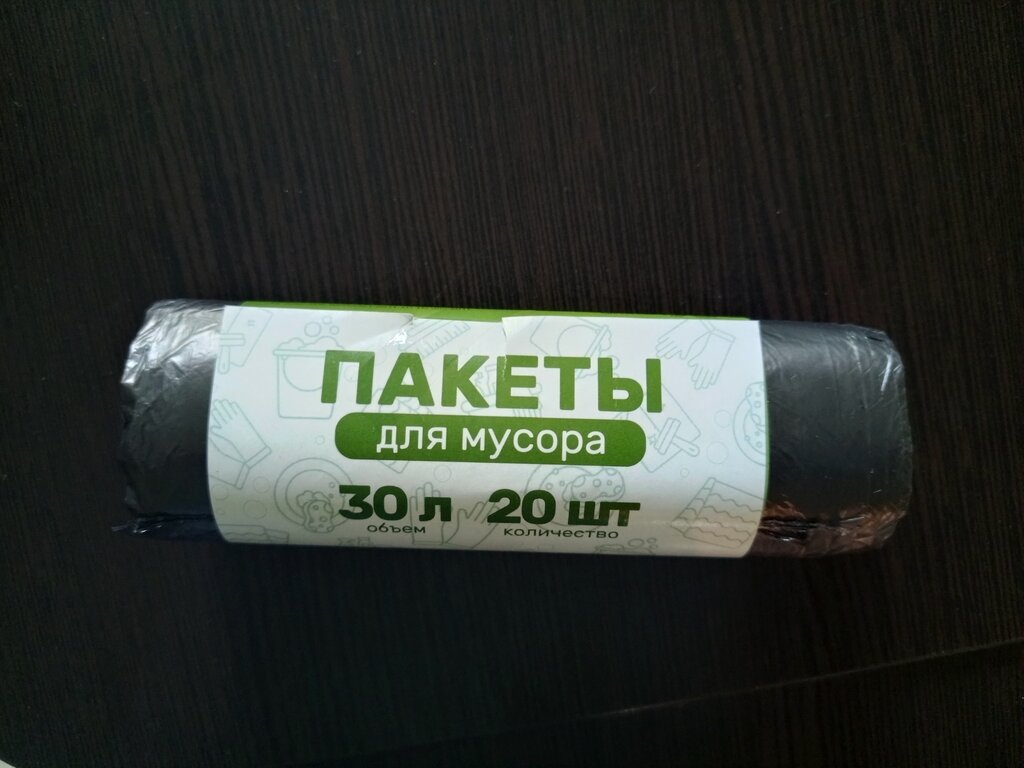 ПАКЕТЫ
для мусора
30 л 20 шт
объем количество